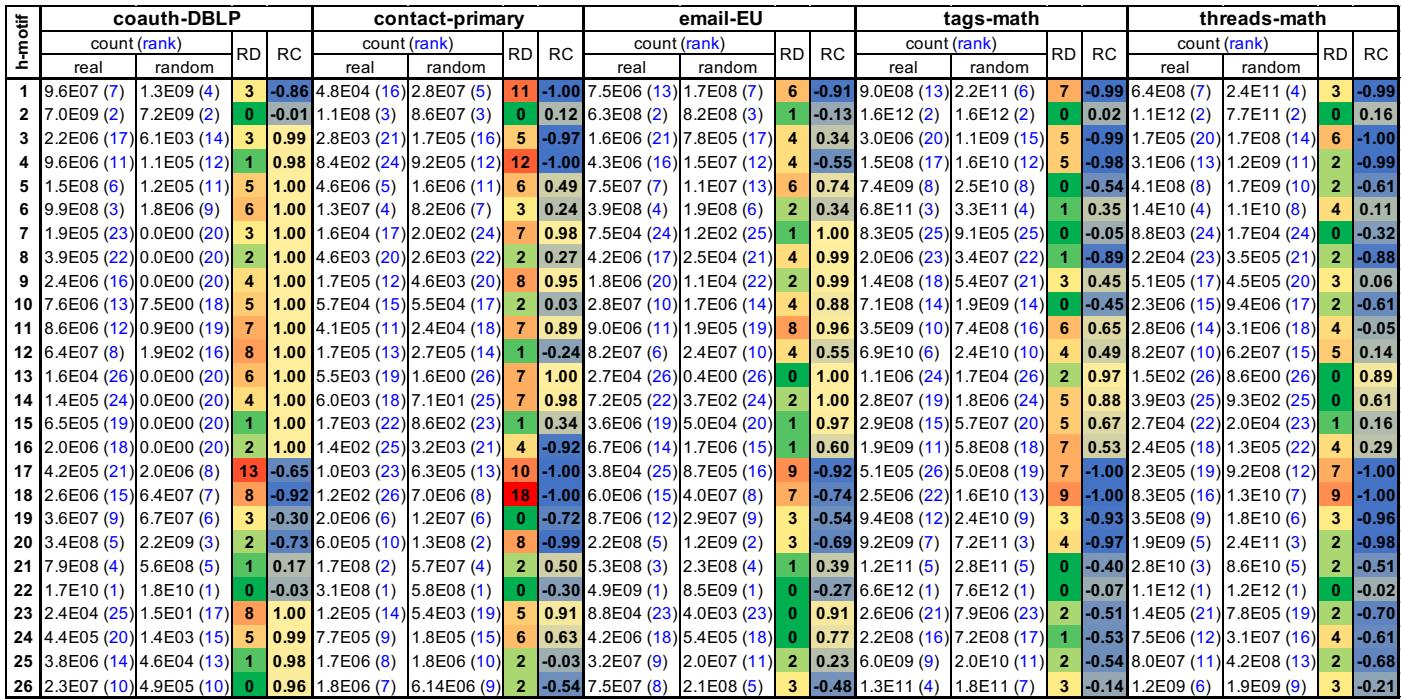 h-motif coauth-DBLP contact-primary email-EU tags-math threads-math
count (rank) RD RC count (rank) RD RC count (rank) RD RC count (rank) RD RC count (rank) RD RC
real random real random real random real random real random
1 9.6E07 (7) 1.3E09 (4) 3 -0.86 4.8E04 (16) 2.8E07 (5) 11 -1.00 7.5E06 (13) 1.7E08 (7) 6 -0.91 9.0E08 (13) 2.2E11 (6) 7 -0.99 6.4E08 (7) 2.4E11 (4) 3 -0.99
2 7.0E09 (2) 7.2E09 (2) 0 -0.01 1.1E08 (3) 8.6E07 (3) 0 0.12 6.3E08 (2) 8.2E08 (3) 1 -0.13 1.6E12 (2) 1.6E12 (2) 0 0.02 1.1E12 (2) 7.7E11 (2) 0 0.16
3 2.2E06 (17) 6.1E03 (14) 3 0.99 2.8E03 (21) 1.7E05 (16) 5 -0.97 1.6E06 (21) 7.8E05 (17) 4 0.34 3.0E06 (20) 1.1E09 (15) 5 -0.99 1.7E05 (20) 1.7E08 (14) 6 -1.00
4 9.6E06 (11) 1.1E05 (12) 1 0.98 8.4E02 (24) 9.2E05 (12) 12 -1.00 4.3E06 (16) 1.5E07 (12) 4 -0.55 1.5E08 (17) 1.6E10 (12) 5 -0.98 3.1E06 (13) 1.2E09 (11) 2 -0.99
5 1.5E08 (6) 1.2E05 (11) 5 1.00 4.6E06 (5) 1.6E06 (11) 6 0.49 7.5E07 (7) 1.1E07 (13) 6 0.74 7.4E09 (8) 2.5E10 (8) 0 -0.54 4.1E08 (8) 1.7E09 (10) 2 -0.61
6 9.9E08 (3) 1.8E06 (9) 6 1.00 1.3E07 (4) 8.2E06 (7) 3 0.24 3.9E08 (4) 1.9E08 (6) 2 0.34 6.8E11 (3) 3.3E11 (4) 1 0.35 1.4E10 (4) 1.1E10 (8) 4 0.11
7 1.9E05 (23) 0.0E00 (20) 3 1.00 1.6E04 (17) 2.0E02 (24) 7 0.98 7.5E04 (24) 1.2E02 (25) 1 1.00 8.3E05 (25) 9.1E05 (25) 0 -0.05 8.8E03 (24) 1.7E04 (24) 0 -0.32
8 3.9E05 (22) 0.0E00 (20) 2 1.00 4.6E03 (20) 2.6E03 (22) 2 0.27 4.2E06 (17) 2.5E04 (21) 4 0.99 2.0E06 (23) 3.4E07 (22) 1 -0.89 2.2E04 (23) 3.5E05 (21) 2 -0.88
9 2.4E06 (16) 0.0E00 (20) 4 1.00 1.7E05 (12) 4.6E03 (20) 8 0.95 1.8E06 (20) 1.1E04 (22) 2 0.99 1.4E08 (18) 5.4E07 (21) 3 0.45 5.1E05 (17) 4.5E05 (20) 3 0.06
10 7.6E06 (13) 7.5E00 (18) 5 1.00 5.7E04 (15) 5.5E04 (17) 2 0.03 2.8E07 (10) 1.7E06 (14) 4 0.88 7.1E08 (14) 1.9E09 (14) 0 -0.45 2.3E06 (15) 9.4E06 (17) 2 -0.61
11 8.6E06 (12) 0.9E00 (19) 7 1.00 4.1E05 (11) 2.4E04 (18) 7 0.89 9.0E06 (11) 1.9E05 (19) 8 0.96 3.5E09 (10) 7.4E08 (16) 6 0.65 2.8E06 (14) 3.1E06 (18) 4 -0.05
12 6.4E07 (8) 1.9E02 (16) 8 1.00 1.7E05 (13) 2.7E05 (14) 1 -0.24 8.2E07 (6) 2.4E07 (10) 4 0.55 6.9E10 (6) 2.4E10 (10) 4 0.49 8.2E07 (10) 6.2E07 (15) 5 0.14
13 1.6E04 (26) 0.0E00 (20) 6 1.00 5.5E03 (19) 1.6E00 (26) 7 1.00 2.7E04 (26) 0.4E00 (26) 0 1.00 1.1E06 (24) 1.7E04 (26) 2 0.97 1.5E02 (26) 8.6E00 (26) 0 0.89
14 1.4E05 (24) 0.0E00 (20) 4 1.00 6.0E03 (18) 7.1E01 (25) 7 0.98 7.2E05 (22) 3.7E02 (24) 2 1.00 2.8E07 (19) 1.8E06 (24) 5 0.88 3.9E03 (25) 9.3E02 (25) 0 0.61
15 6.5E05 (19) 0.0E00 (20) 1 1.00 1.7E03 (22) 8.6E02 (23) 1 0.34 3.6E06 (19) 5.0E04 (20) 1 0.97 2.9E08 (15) 5.7E07 (20) 5 0.67 2.7E04 (22) 2.0E04 (23) 1 0.16
16 2.0E06 (18) 0.0E00 (20) 2 1.00 1.4E02 (25) 3.2E03 (21) 4 -0.92 6.7E06 (14) 1.7E06 (15) 1 0.60 1.9E09 (11) 5.8E08 (18) 7 0.53 2.4E05 (18) 1.3E05 (22) 4 0.29
17 4.2E05 (21) 2.0E06 (8) 13 -0.65 1.0E03 (23) 6.3E05 (13) 10 -1.00 3.8E04 (25) 8.7E05 (16) 9 -0.92 5.1E05 (26) 5.0E08 (19) 7 -1.00 2.3E05 (19) 9.2E08 (12) 7 -1.00
18 2.6E06 (15) 6.4E07 (7) 8 -0.92 1.2E02 (26) 7.0E06 (8) 18 -1.00 6.0E06 (15) 4.0E07 (8) 7 -0.74 2.5E06 (22) 1.6E10 (13) 9 -1.00 8.3E05 (16) 1.3E10 (7) 9 -1.00
19 3.6E07 (9) 6.7E07 (6) 3 -0.30 2.0E06 (6) 1.2E07 (6) 0 -0.72 8.7E06 (12) 2.9E07 (9) 3 -0.54 9.4E08 (12) 2.4E10 (9) 3 -0.93 3.5E08 (9) 1.8E10 (6) 3 -0.96
20 3.4E08 (5) 2.2E09 (3) 2 -0.73 6.0E05 (10) 1.3E08 (2) 8 -0.99 2.2E08 (5) 1.2E09 (2) 3 -0.69 9.2E09 (7) 7.2E11 (3) 4 -0.97 1.9E09 (5) 2.4E11 (3) 2 -0.98
21 7.9E08 (4) 5.6E08 (5) 1 0.17 1.7E08 (2) 5.7E07 (4) 2 0.50 5.3E08 (3) 2.3E08 (4) 1 0.39 1.2E11 (5) 2.8E11 (5) 0 -0.40 2.8E10 (3) 8.6E10 (5) 2 -0.51
22 1.7E10 (1) 1.8E10 (1) 0 -0.03 3.1E08 (1) 5.8E08 (1) 0 -0.30 4.9E09 (1) 8.5E09 (1) 0 -0.27 6.6E12 (1) 7.6E12 (1) 0 -0.07 1.1E12 (1) 1.2E12 (1) 0 -0.02
23 2.4E04 (25) 1.5E01 (17) 8 1.00 1.2E05 (14) 5.4E03 (19) 5 0.91 8.8E04 (23) 4.0E03 (23) 0 0.91 2.6E06 (21) 7.9E06 (23) 2 -0.51 1.4E05 (21) 7.8E05 (19) 2 -0.70
24 4.4E05 (20) 1.4E03 (15) 5 0.99 7.7E05 (9) 1.8E05 (15) 6 0.63 4.2E06 (18) 5.4E05 (18) 0 0.77 2.2E08 (16) 7.2E08 (17) 1 -0.53 7.5E06 (12) 3.1E07 (16) 4 -0.61
25 3.8E06 (14) 4.6E04 (13) 1 0.98 1.7E06 (8) 1.8E06 (10) 2 -0.03 3.2E07 (9) 2.0E07 (11) 2 0.23 6.0E09 (9) 2.0E10 (11) 2 -0.54 8.0E07 (11) 4.2E08 (13) 2 -0.68
26 2.3E07 (10) 4.9E05 (10) 0 0.96 1.8E06 (7) 6.14E06 (9) 2 -0.54 7.5E07 (8) 2.1E08 (5) 3 -0.48 1.3E11 (4) 1.8E11 (7) 3 -0.14 1.2E09 (6) 1.9E09 (9) 3 -0.21